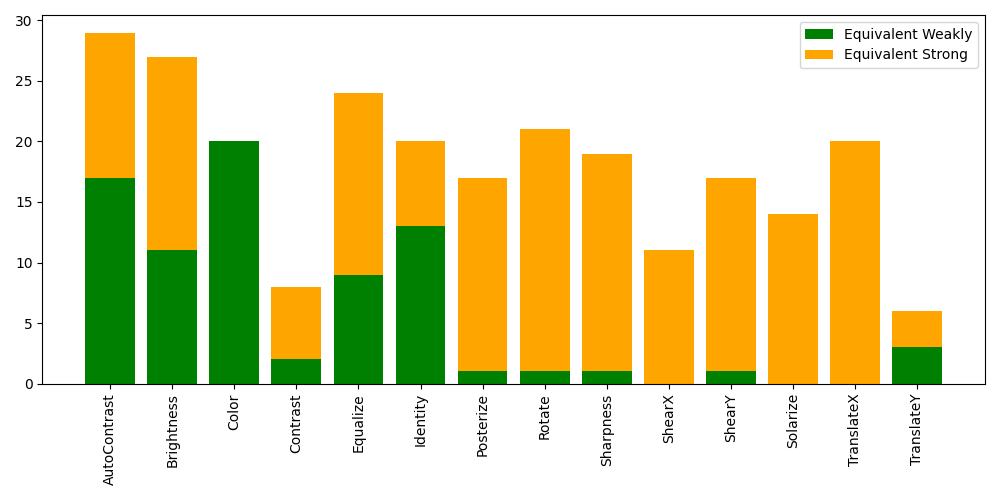 30
25
20
15
10
5
0
Equivalent Weakly
Equivalent Strong
AutoContrast
Brightness
Color
Contrast
Equalize
Identity
Posterize
Rotate
Sharpness
ShearX
ShearY
Solarize
TranslateX
TranslateY